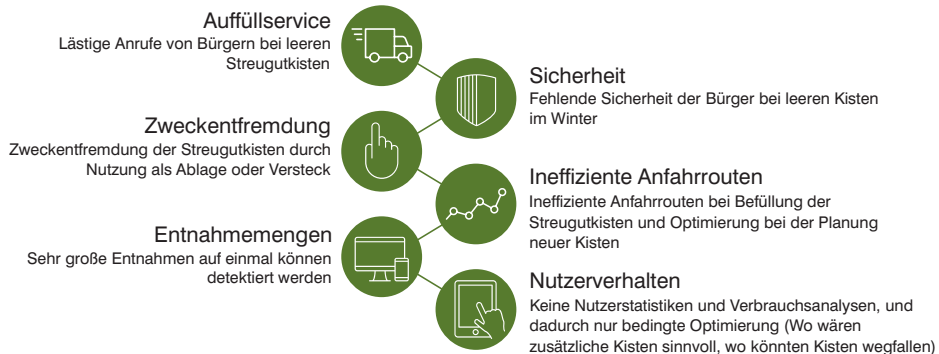 Auffüllservice
Lästige Anrufe von Bürgern bei leeren
Streugutkisten
Sicherheit
Fehlende Sicherheit der Bürger bei leeren Kisten
im Winter
Zweckentfremdung
Zweckentfremdung der Streugutkisten durch
Nutzung als Ablage oder Versteck
Ineffiziente Anfahrrouten
Ineffiziente Anfahrrouten bei Befüllung der
Streugutkisten und Optimierung bei der Planung
neuer Kisten
Entnahmemengen
Sehr große Entnahmen auf einmal können
detektiert werden
Nutzerverhalten
Keine Nutzerstatistiken und Verbrauchsanalysen, und
dadurch nur bedingte Optimierung (Wo wären
zusätzliche Kisten sinnvoll, wo könnten Kisten wegfallen)